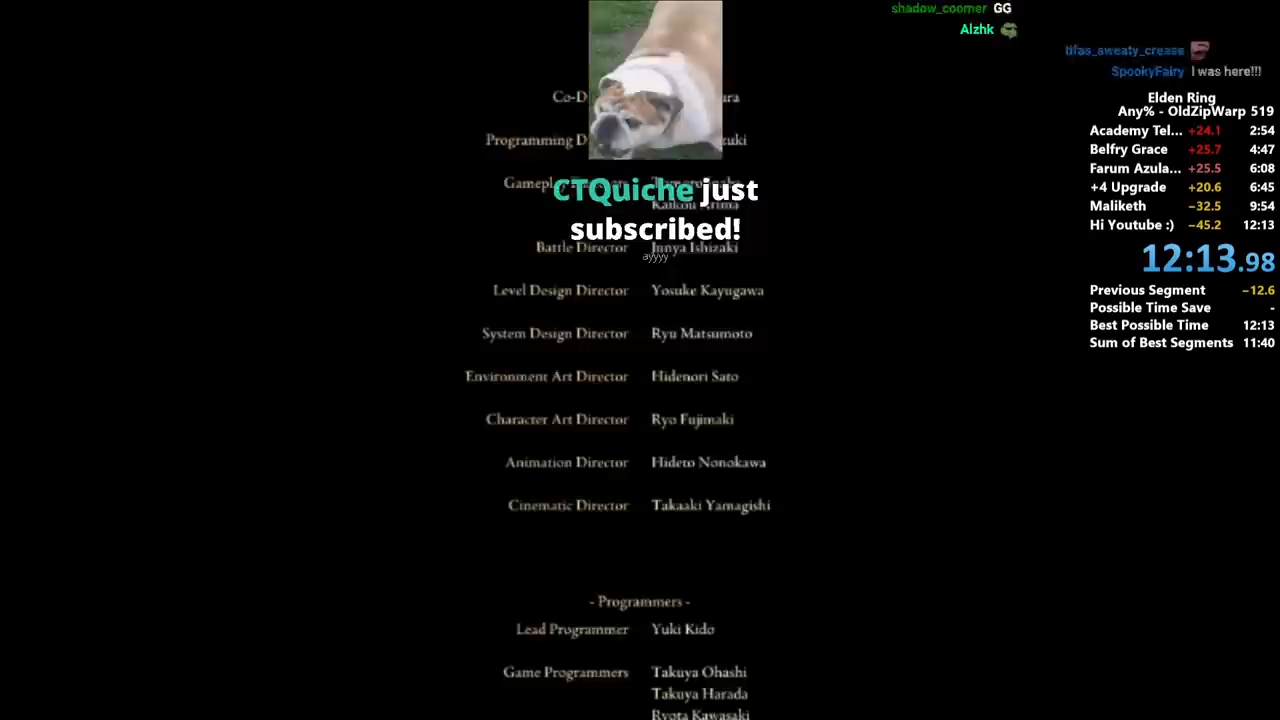 shadow_coomer GG
Alzhk
tifas_sweaty_crease
SpookyFairy I was here!!!
Elden Ring
Any% - OldZipWarp 519
Academy Tel... +24.1 2:54
Belfry Grace +25.7 4:47
Farum Azula... +25.5 6:08
+4 Upgrade +20.6 6:45
Maliketh −32.5 9:54
Hi Youtube :) −45.2 12:13
12:13.98
Previous Segment −12.6
Possible Time Save -
Best Possible Time 12:13
Sum of Best Segments 11:40
Programming
CTQuiche just
subscribed!
ayyyy
Battle Director Junya Ishizaki
Level Design Director Yosuke Kayugawa
System Design Director Ryu Matsumoto
Environment Art Director Hidenori Sato
Character Art Director Ryo Fujimaki
Animation Director Hideto Nonokawa
Cinematic Director Takaaki Yamagishi
- Programmers -
Lead Programmer Yuki Kido
Game Programmers Takuya Ohashi
Takuya Harada
Ryota Kawasaki